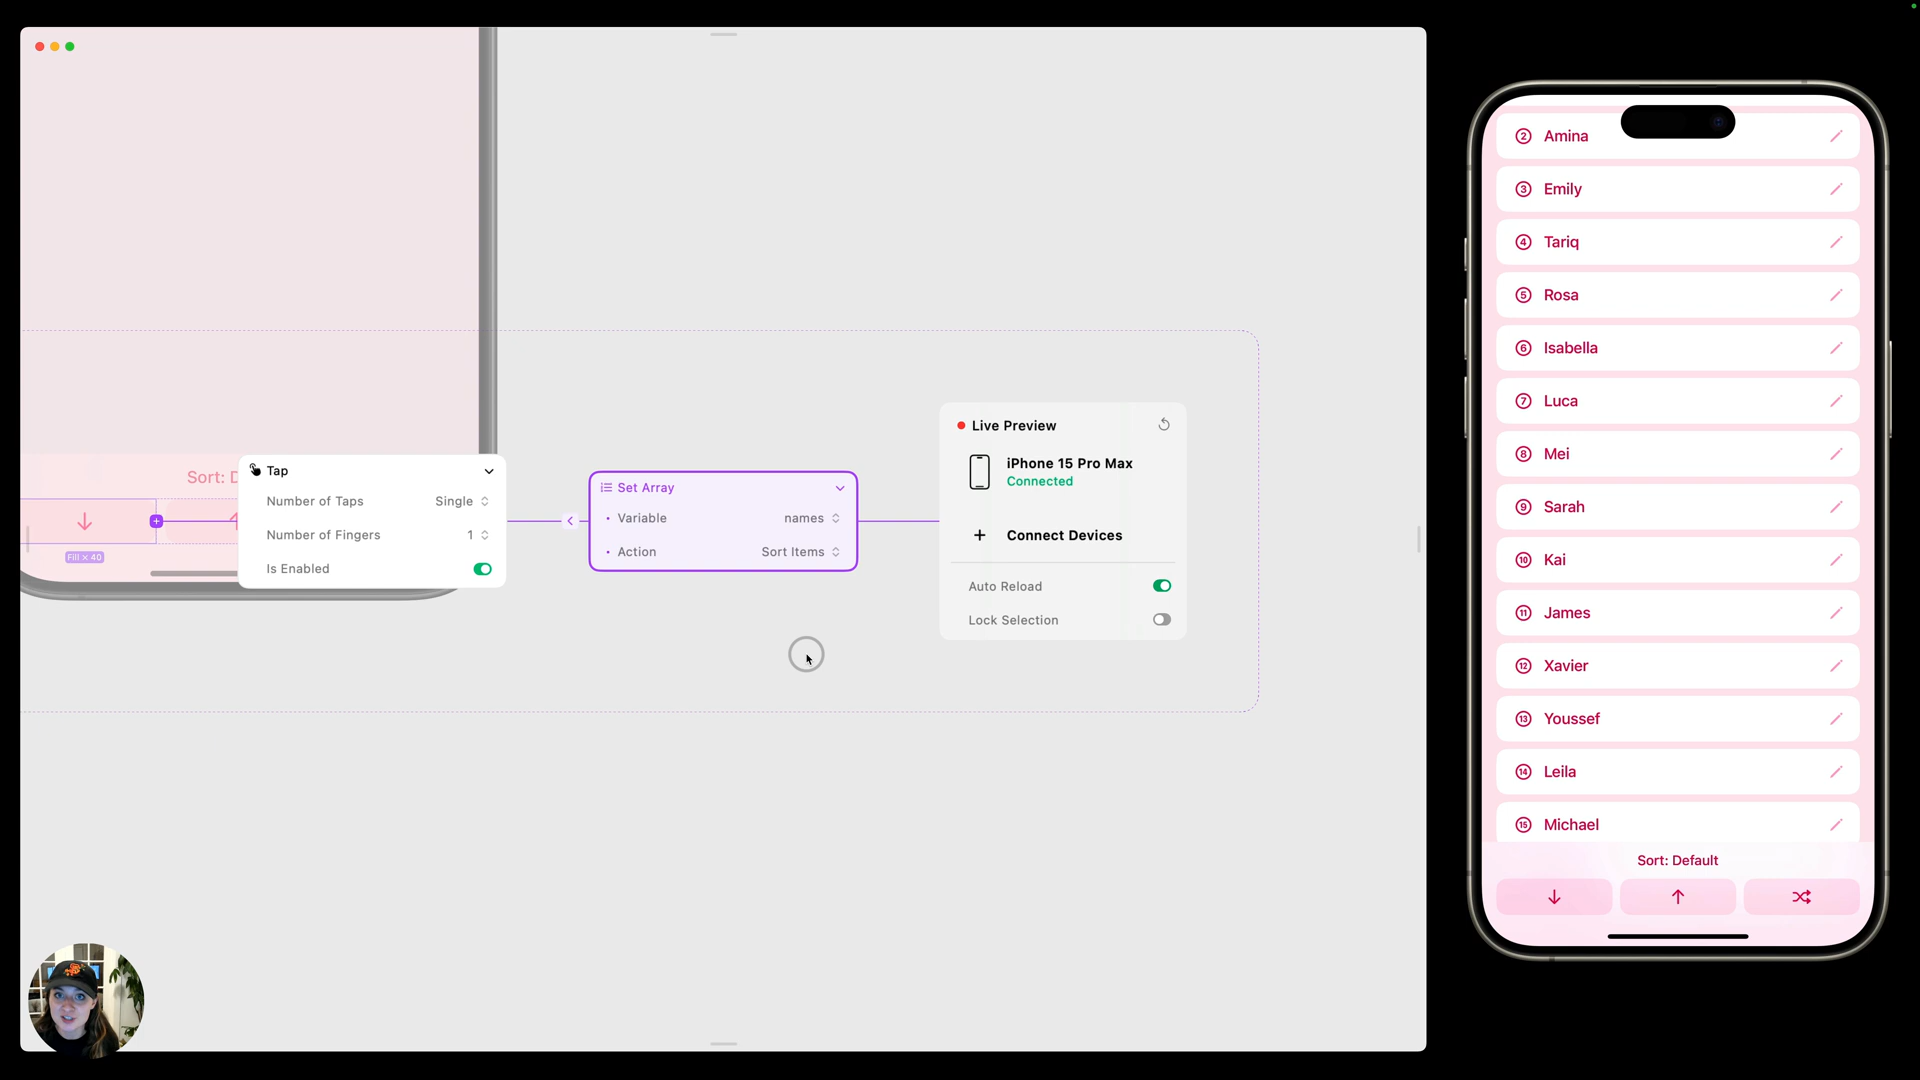 Sort: D
Fill × 40
Tap
Number of Taps Single
Number of Fingers 1
Is Enabled
Set Array
Variable names
Action Sort Items
Live Preview
iPhone 15 Pro Max
Connected
Connect Devices
Auto Reload
Lock Selection
2 Amina
3 Emily
4 Tariq
5 Rosa
6 Isabella
7 Luca
8 Mei
9 Sarah
10 Kai
11 James
12 Xavier
13 Youssef
14 Leila
15 Michael
Sort: Default